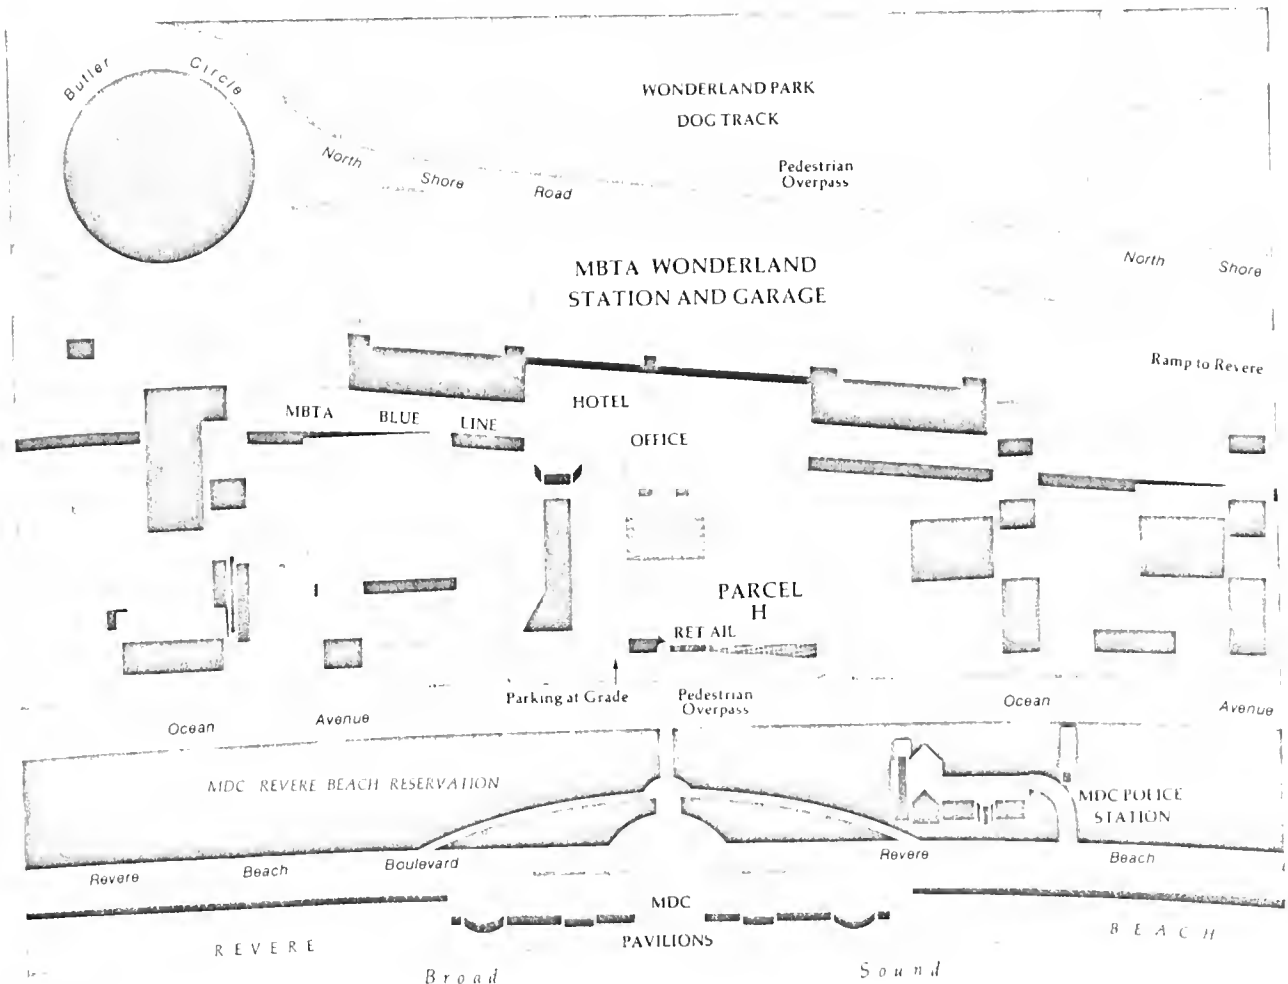 Butler Circle
WONDERLAND PARK
DOG TRACK
North Shore Road
Pedestrian
Overpass
North Shore
MBTA WONDERLAND
STATION AND GARAGE
Ramp to Revere
HOTEL
MBTA BLUE LINE
OFFICE
PARCEL
H
RETAIL
Parking at Grade
Pedestrian
Overpass
Ocean Avenue
Ocean Avenue
MDC REVERE BEACH RESERVATION
MDC POLICE
STATION
Revere Beach Boulevard
Revere Beach
MDC
PAVILIONS
REVERE BEACH
Broad Sound